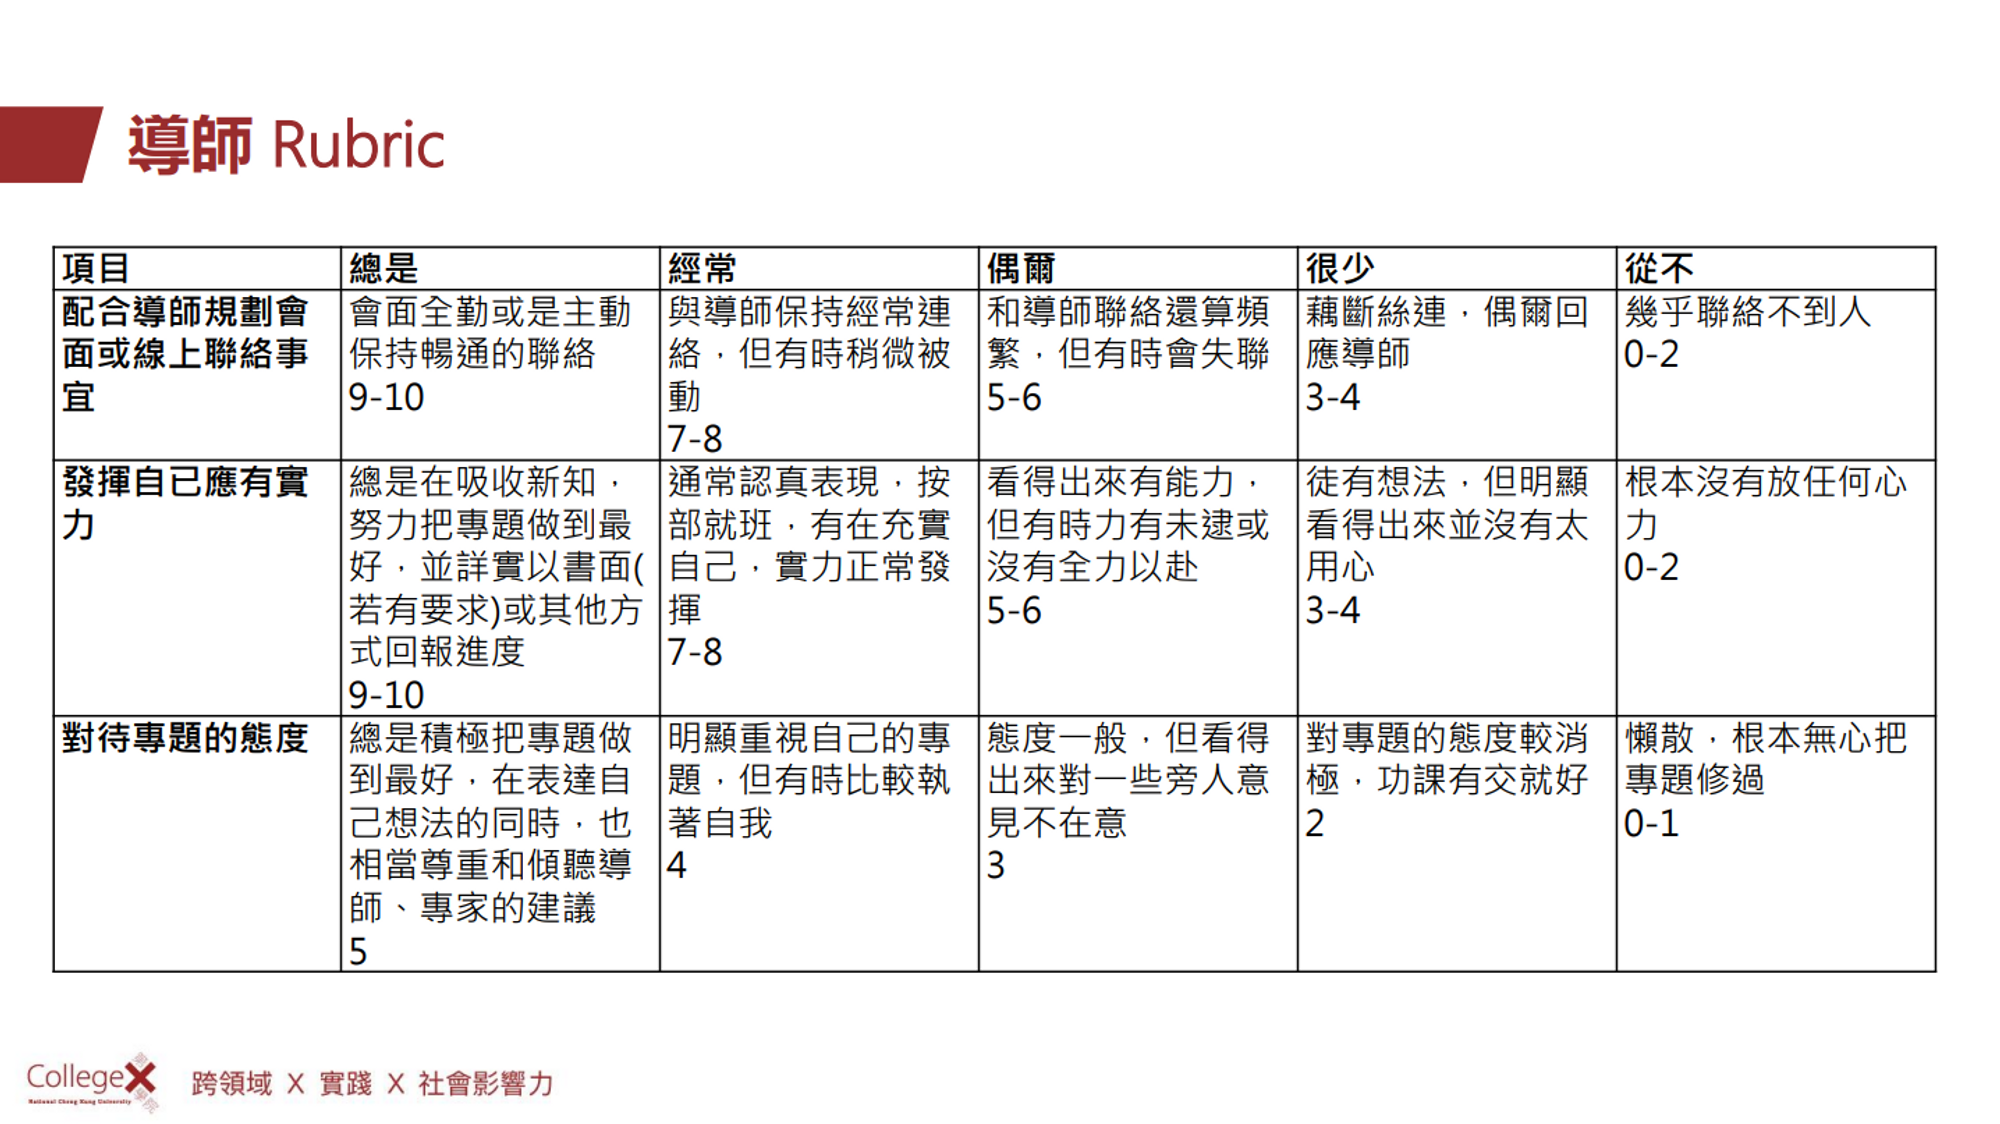 導師 Rubric
項目
總是
經常
偶爾
很少
從不
配合導師規劃會
面或線上聯絡事
宜
會面全勤或是主動
保持暢通的聯絡
9-10
與導師保持經常連
絡，但有時稍微被
動
7-8
和導師聯絡還算頻
繁，但有時會失聯
5-6
藕斷絲連，偶爾回
應導師
3-4
幾乎聯絡不到人
0-2
發揮自已應有實
力
總是在吸收新知，
努力把專題做到最
好，並詳實以書面(
若有要求)或其他方
式回報進度
9-10
通常認真表現，按
部就班，有在充實
自己，實力正常發
揮
7-8
看得出來有能力，
但有時力有未逮或
沒有全力以赴
5-6
徒有想法，但明顯
看得出來並沒有太
用心
3-4
根本沒有放任何心
力
0-2
對待專題的態度
總是積極把專題做
到最好，在表達自
己想法的同時，也
相當尊重和傾聽導
師、專家的建議
5
明顯重視自己的專
題，但有時比較執
著自我
4
態度一般，但看得
出來對一些旁人意
見不在意
3
對專題的態度較消
極，功課有交就好
2
懶散，根本無心把
專題修過
0-1
CollegeX
National Cheng Kung University
學院
跨領域 X 實踐 X 社會影響力